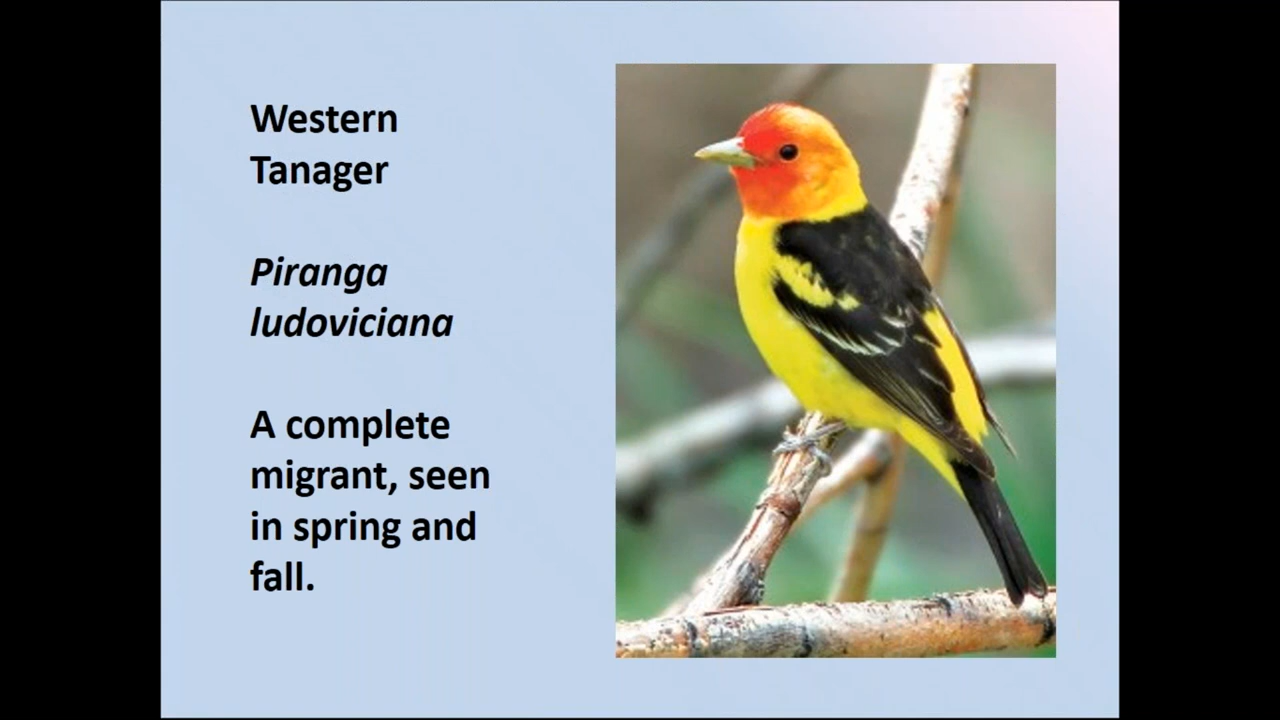 Western
Tanager
Piranga
ludoviciana
A complete
migrant, seen
in spring and
fall.